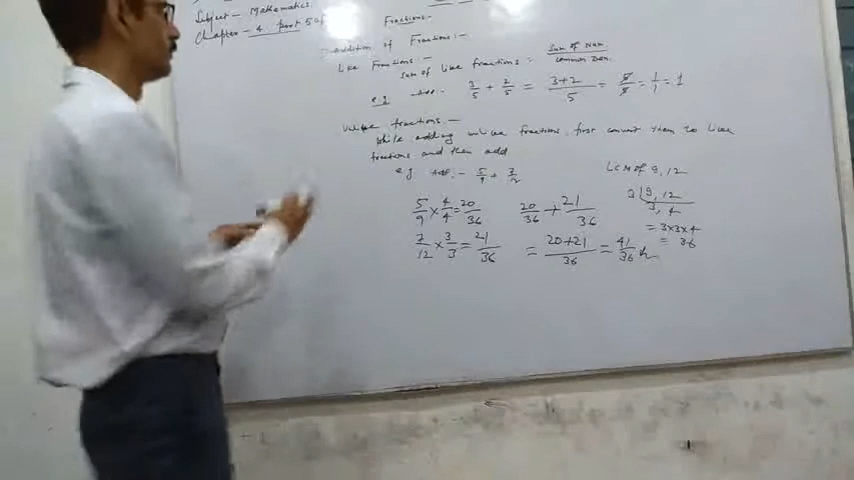 Subject - Mathematics.
Chapter - 4 Part 5 of
Fractions :-
Addition of Fractions :-
Like Fractions :-
Sum of like fractions = Sum of Num / Common Den.
e.g. 3/5 + 2/5 = 3+2/5 = 5/5 = 1/1 = 1
Unlike fractions. -
While adding unlike fractions, first convert them to like
fractions and then add
e.g. :- 5/9 +
LCM of 9, 12
5/9 × 4/4 = 20/36
20/36 + 21/36
3 | 9, 12
3, 4
7/12 × 3/3 = 21/36
= 20+21/36 = 41/36
= 3×3×4
= 36